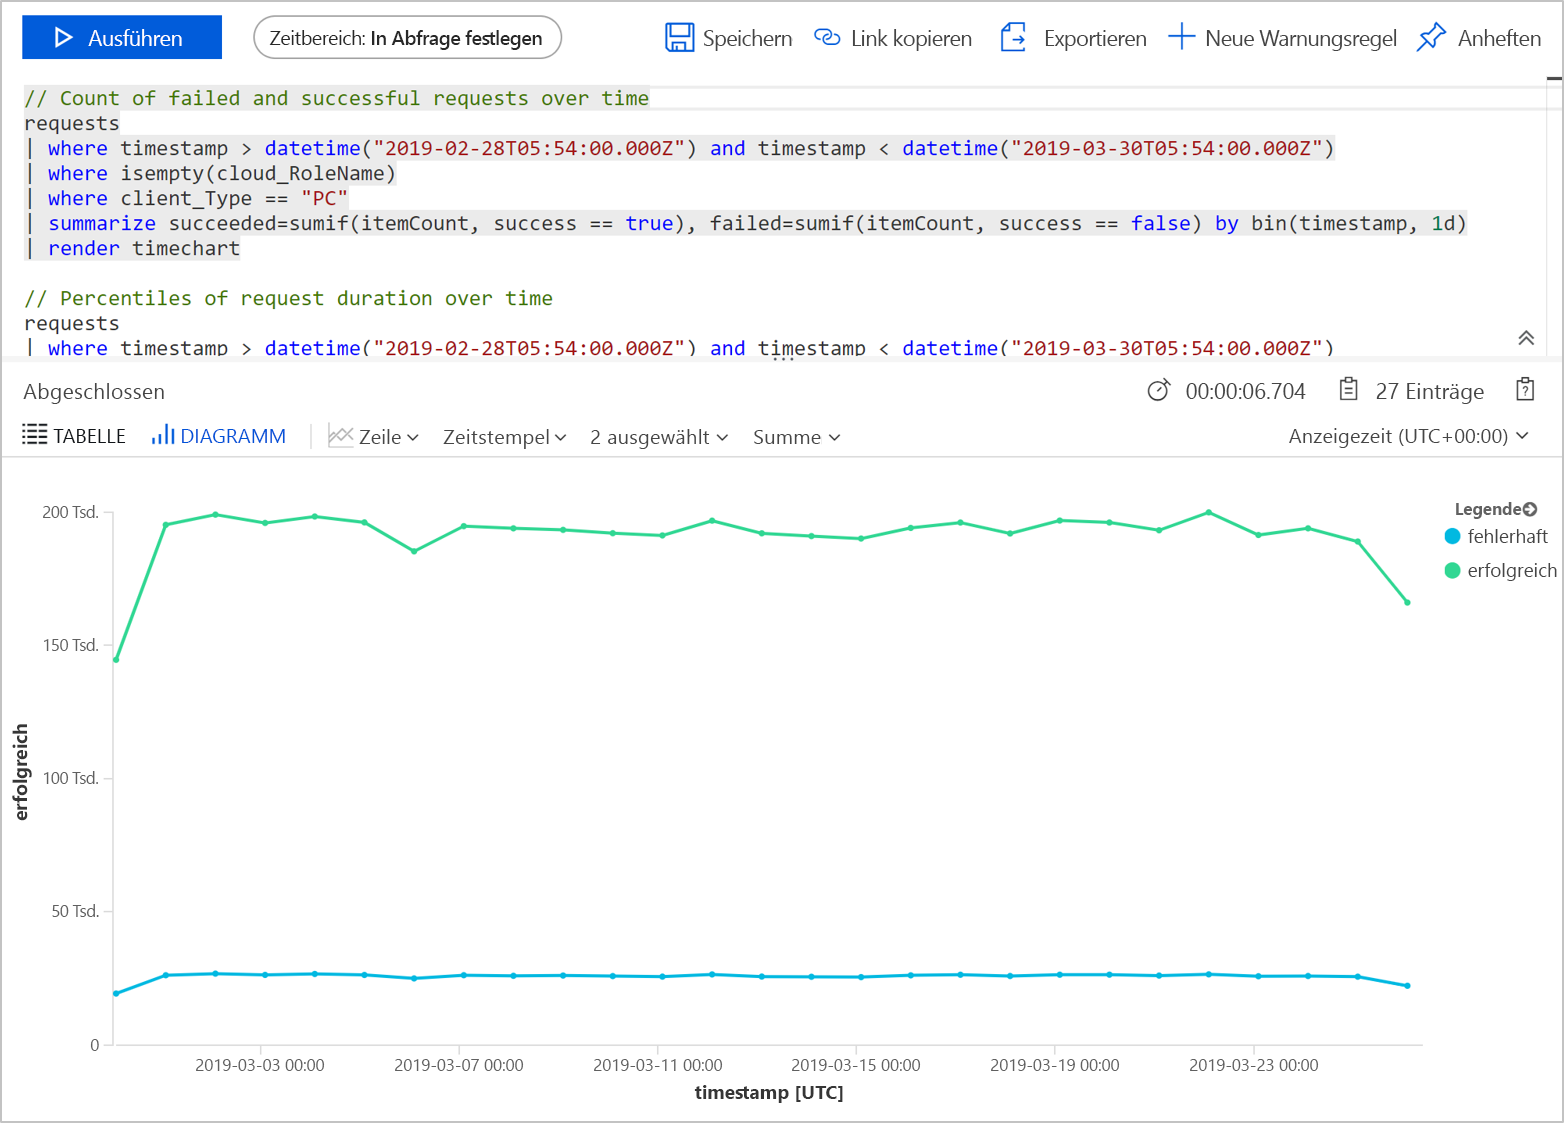 Ausführen Zeitbereich: In Abfrage festlegen Speichern Link kopieren Exportieren Neue Warnungsregel Anheften
// Count of failed and successful requests over time
requests
| where timestamp > datetime("2019-02-28T05:54:00.000Z") and timestamp < datetime("2019-03-30T05:54:00.000Z")
| where isempty(cloud_RoleName)
| where client_Type == "PC"
| summarize succeeded=sumif(itemCount, success == true), failed=sumif(itemCount, success == false) by bin(timestamp, 1d)
| render timechart
// Percentiles of request duration over time
requests
| where timestamp > datetime("2019-02-28T05:54:00.000Z") and timestamp < datetime("2019-03-30T05:54:00.000Z")
Abgeschlossen 00:00:06.704 27 Einträge
TABELLE DIAGRAMM Zeile Zeitstempel 2 ausgewählt Summe Anzeigezeit (UTC+00:00)
Legende
fehlerhaft
erfolgreich
200 Tsd.
150 Tsd.
100 Tsd.
50 Tsd.
0
erfolgreich
2019-03-03 00:00 2019-03-07 00:00 2019-03-11 00:00 2019-03-15 00:00 2019-03-19 00:00 2019-03-23 00:00
timestamp [UTC]